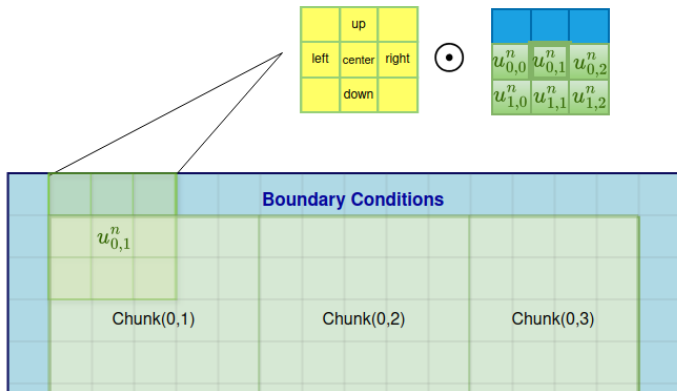 up
left center right
down
⊙
u^n_{0,0} u^n_{0,1} u^n_{0,2}
u^n_{1,0} u^n_{1,1} u^n_{1,2}
Boundary Conditions
u^n_{0,1}
Chunk(0,1) Chunk(0,2) Chunk(0,3)